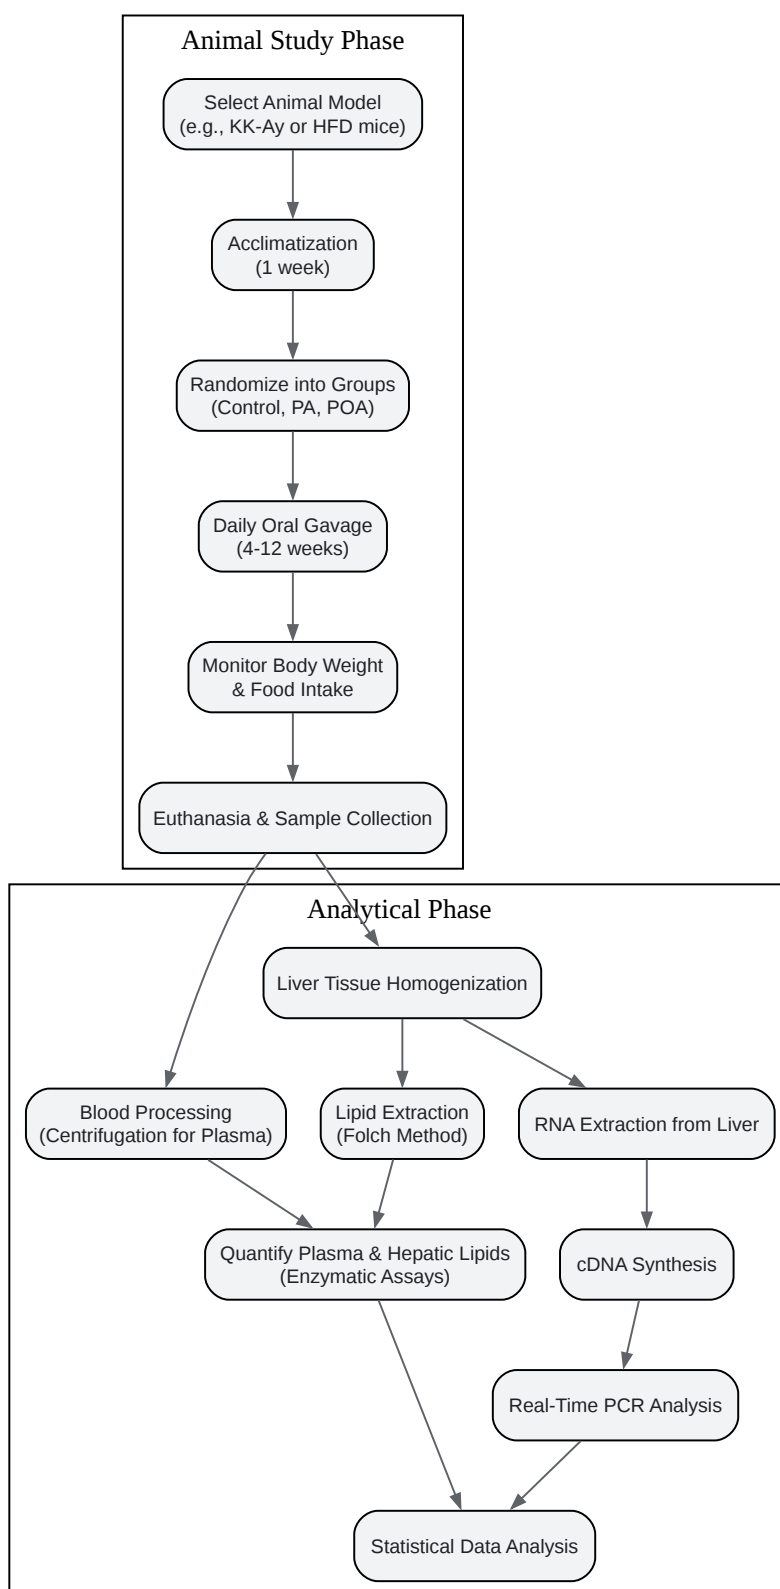 Animal Study Phase
Select Animal Model
(e.g., KK-Ay or HFD mice)
Acclimatization
(1 week)
Randomize into Groups
(Control, PA, POA)
Daily Oral Gavage
(4-12 weeks)
Monitor Body Weight
& Food Intake
Euthanasia & Sample Collection
Analytical Phase
Liver Tissue Homogenization
Blood Processing
(Centrifugation for Plasma)
Lipid Extraction
(Folch Method)
RNA Extraction from Liver
Quantify Plasma & Hepatic Lipids
(Enzymatic Assays)
cDNA Synthesis
Real-Time PCR Analysis
Statistical Data Analysis